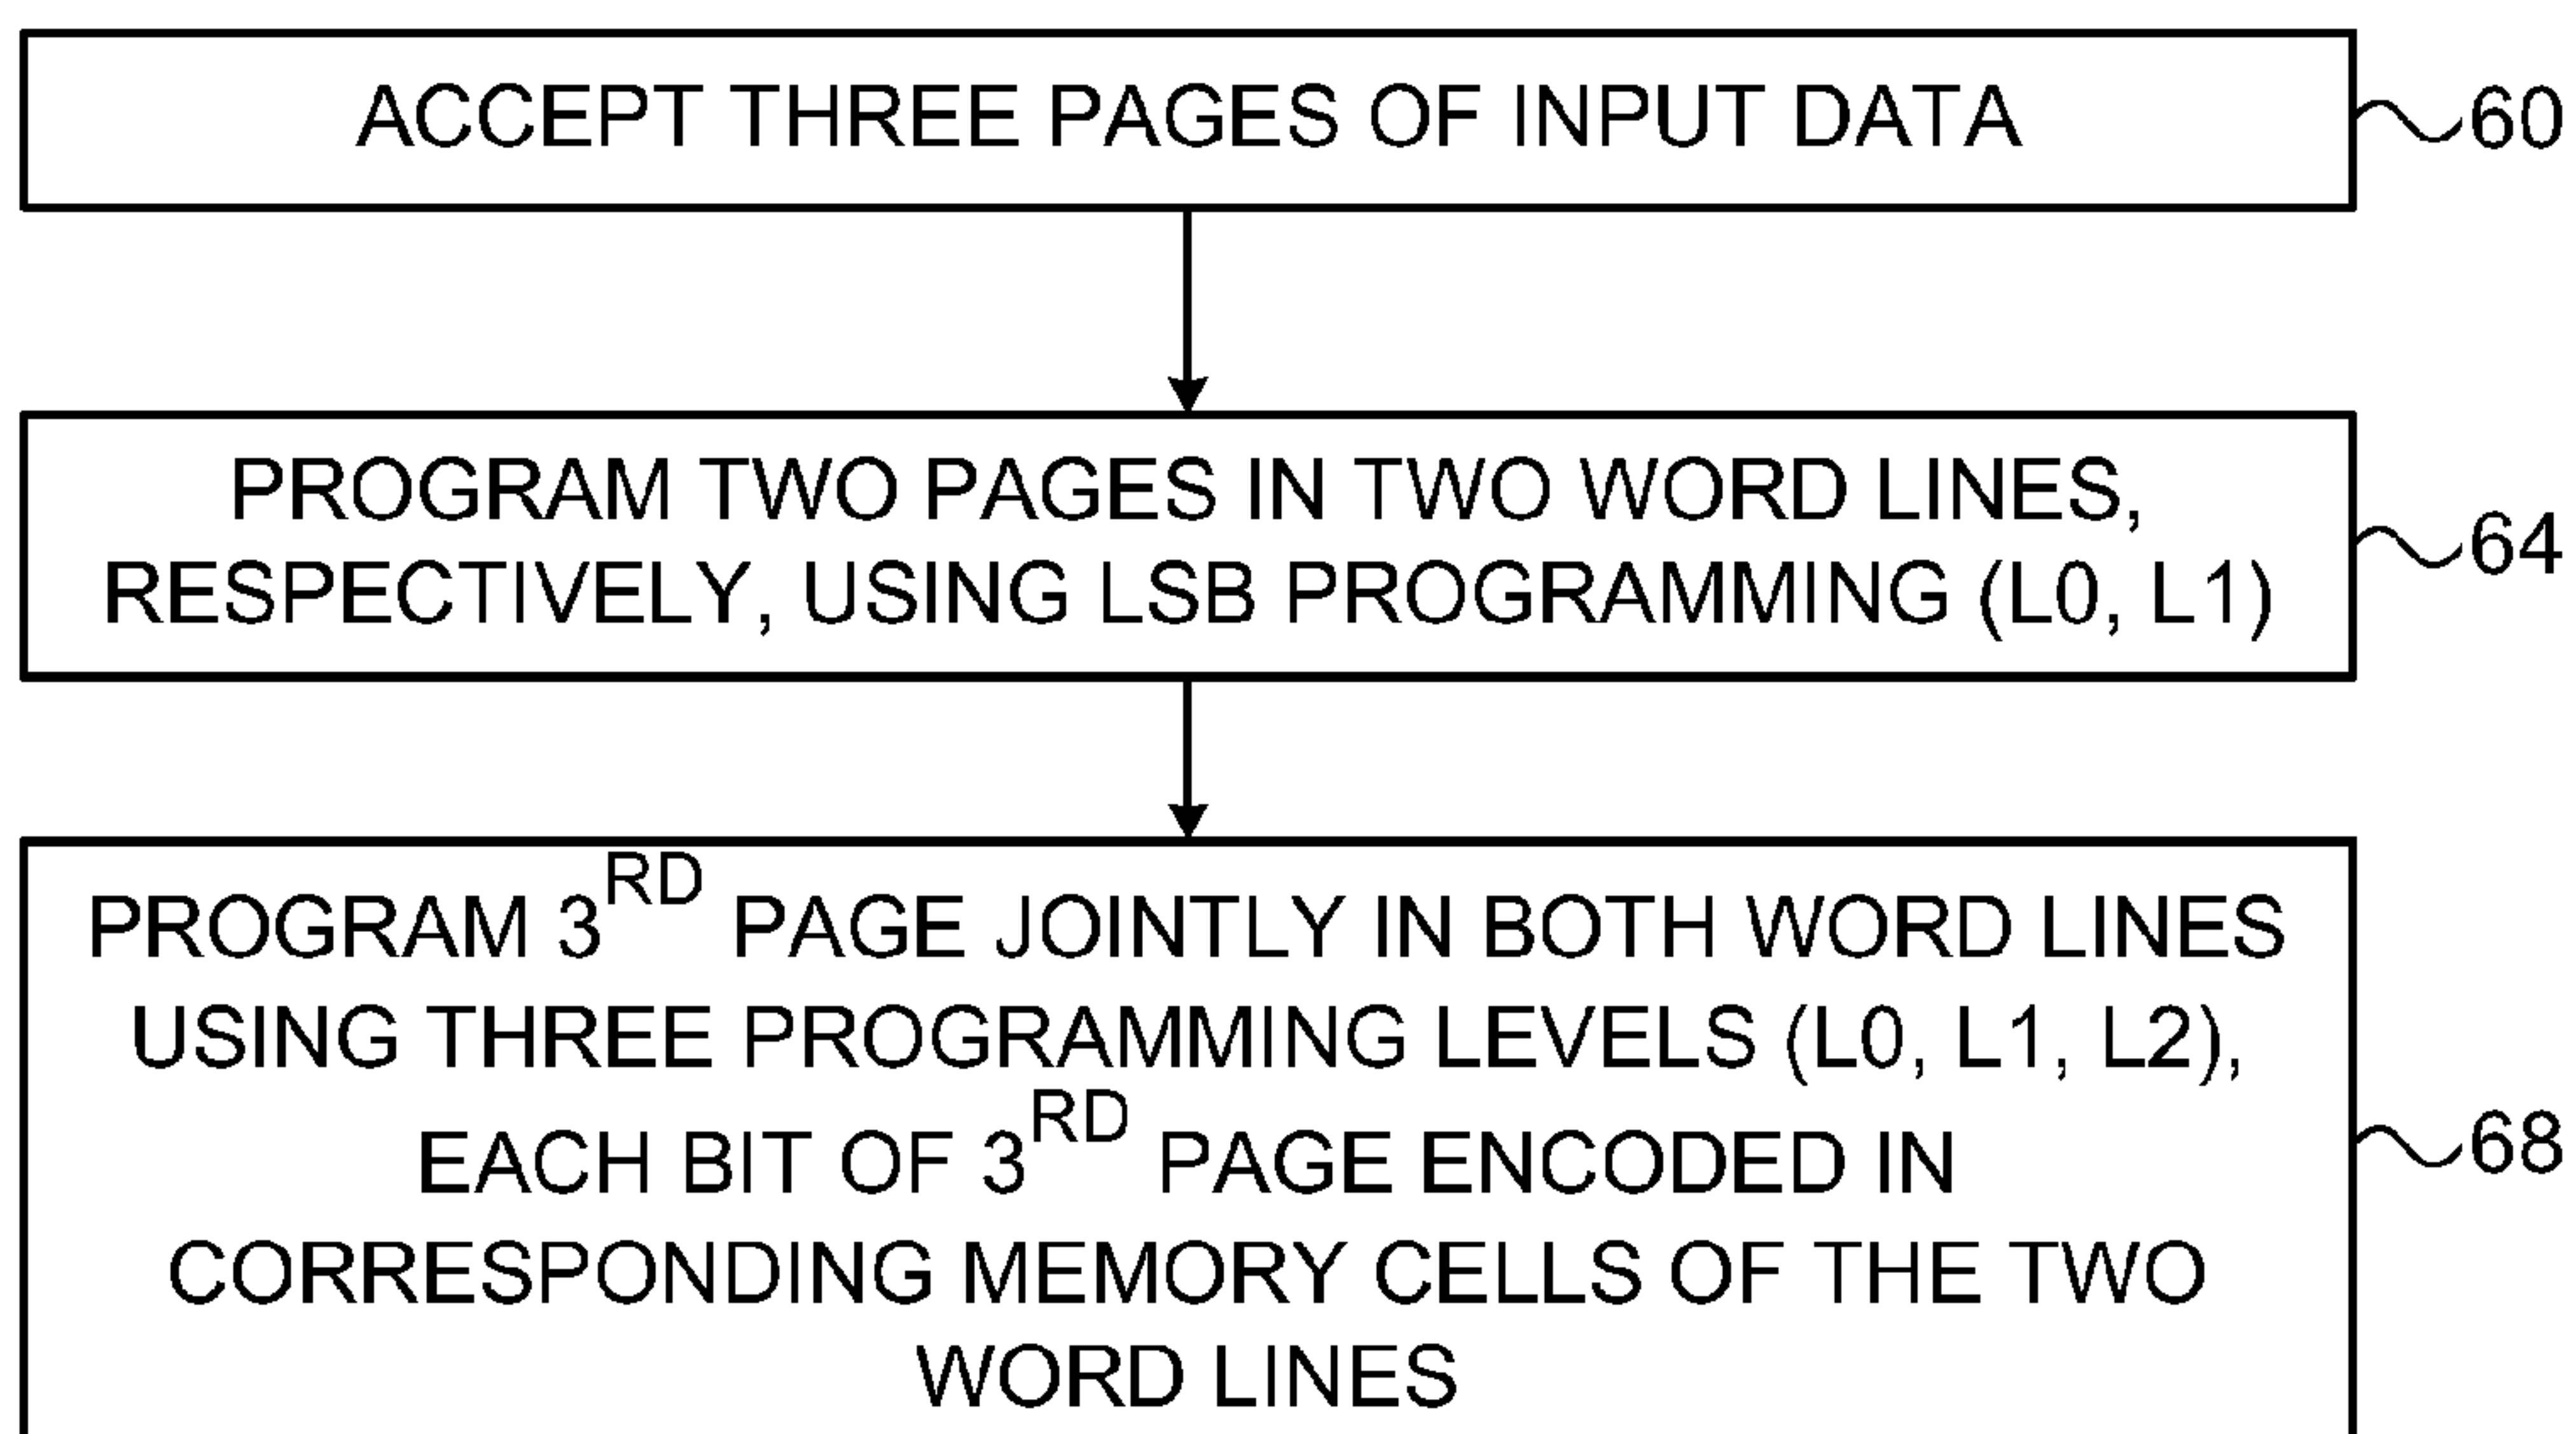 ACCEPT THREE PAGES OF INPUT DATA
60
PROGRAM TWO PAGES IN TWO WORD LINES,
RESPECTIVELY, USING LSB PROGRAMMING (L0, L1)
64
PROGRAM 3RD PAGE JOINTLY IN BOTH WORD LINES
USING THREE PROGRAMMING LEVELS (L0, L1, L2),
EACH BIT OF 3RD PAGE ENCODED IN
CORRESPONDING MEMORY CELLS OF THE TWO
WORD LINES
68